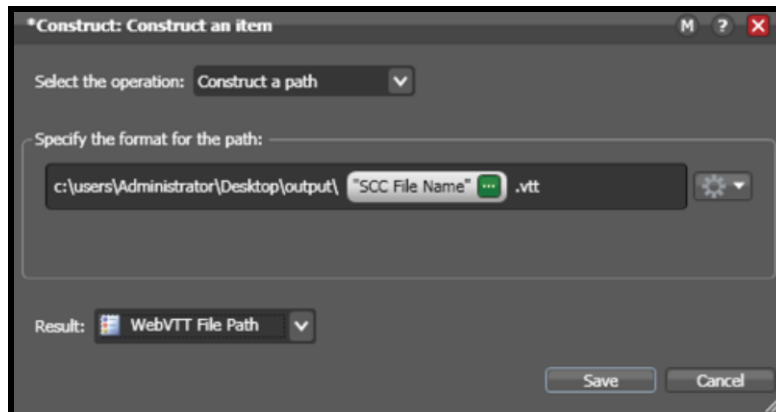 *Construct: Construct an item M ? X
Select the operation: Construct a path
Specify the format for the path:
c:\users\Administrator\Desktop\output\ "SCC File Name" ... .vtt
Result: WebVTT File Path
Save Cancel